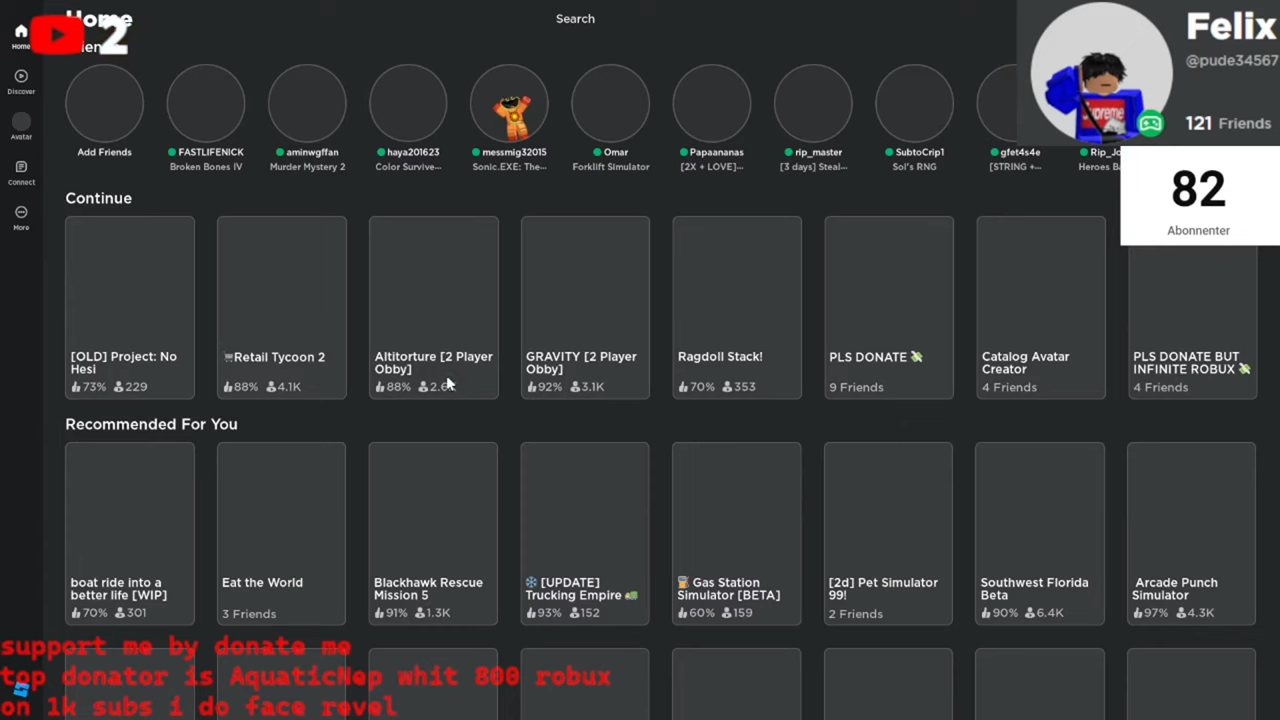 Home
2
Search
Felix
@pude34567
121 Friends
82
Abonnenter
Home
Discover
Avatar
Connect
More
Add Friends
FASTLIFENICK
Broken Bones IV
aminwgffan
Murder Mystery 2
haya201623
Color Survive...
messmig32015
Sonic.EXE: The...
Omar
Forklift Simulator
Papaananas
[2X + LOVE]...
rip_master
[3 days] Steal...
SubtoCrip1
Sol's RNG
gfet4s4e
[STRING +...
Continue
[OLD] Project: No
Hesi
73% 229
🛒Retail Tycoon 2
88% 4.1K
Altitorture [2 Player
Obby]
88%
GRAVITY [2 Player
Obby]
92% 3.1K
Ragdoll Stack!
70% 353
PLS DONATE 💸
9 Friends
Catalog Avatar
Creator
4 Friends
PLS DONATE BUT
INFINITE ROBUX 💸
4 Friends
Recommended For You
boat ride into a
better life [WIP]
70% 301
Eat the World
3 Friends
Blackhawk Rescue
Mission 5
91% 1.3K
❄️ [UPDATE]
Trucking Empire 🚛
93% 152
⛽ Gas Station
Simulator [BETA]
60% 159
[2d] Pet Simulator
99!
2 Friends
Southwest Florida
Beta
90% 6.4K
Arcade Punch
Simulator
97% 4.3K
support me by donate me
top donator is AquaticNep whit 800 robux
on 1k subs i do face revel